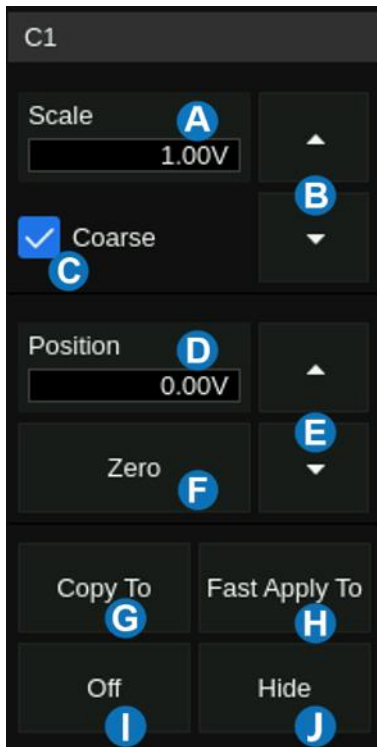 C1
Scale
A
1.00V
B
Coarse
C
Position
D
0.00V
E
Zero
F
Copy To
G
Fast Apply To
H
Off
I
Hide
J